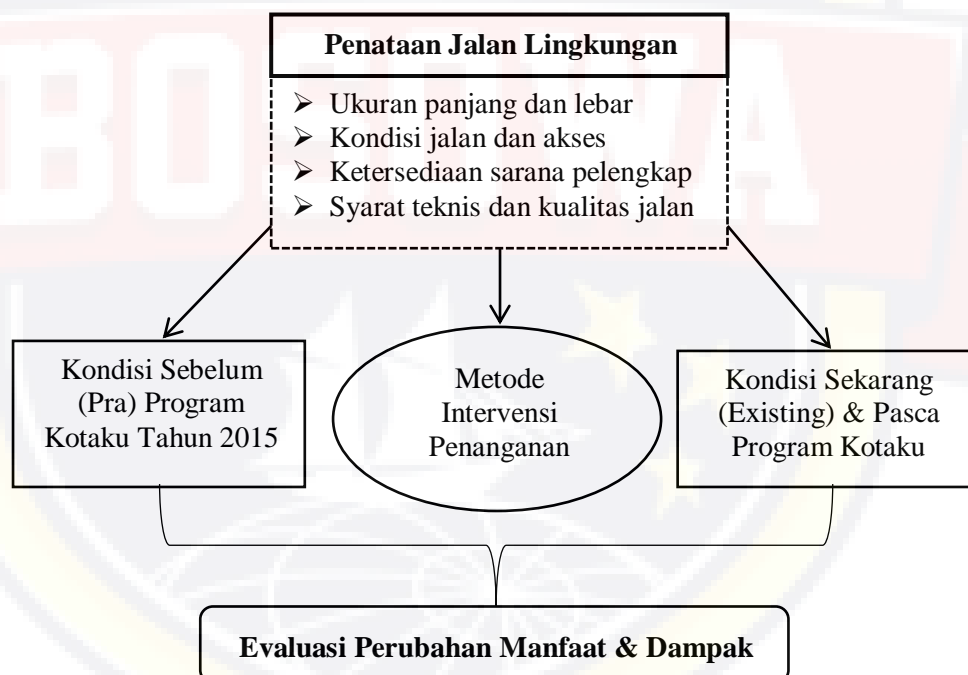 BOSOWA
Penataan Jalan Lingkungan
➢ Ukuran panjang dan lebar
➢ Kondisi jalan dan akses
➢ Ketersediaan sarana pelengkap
➢ Syarat teknis dan kualitas jalan
Kondisi Sebelum
(Pra) Program
Kotaku Tahun 2015
Metode
Intervensi
Penanganan
Kondisi Sekarang
(Existing) & Pasca
Program Kotaku
Evaluasi Perubahan Manfaat & Dampak